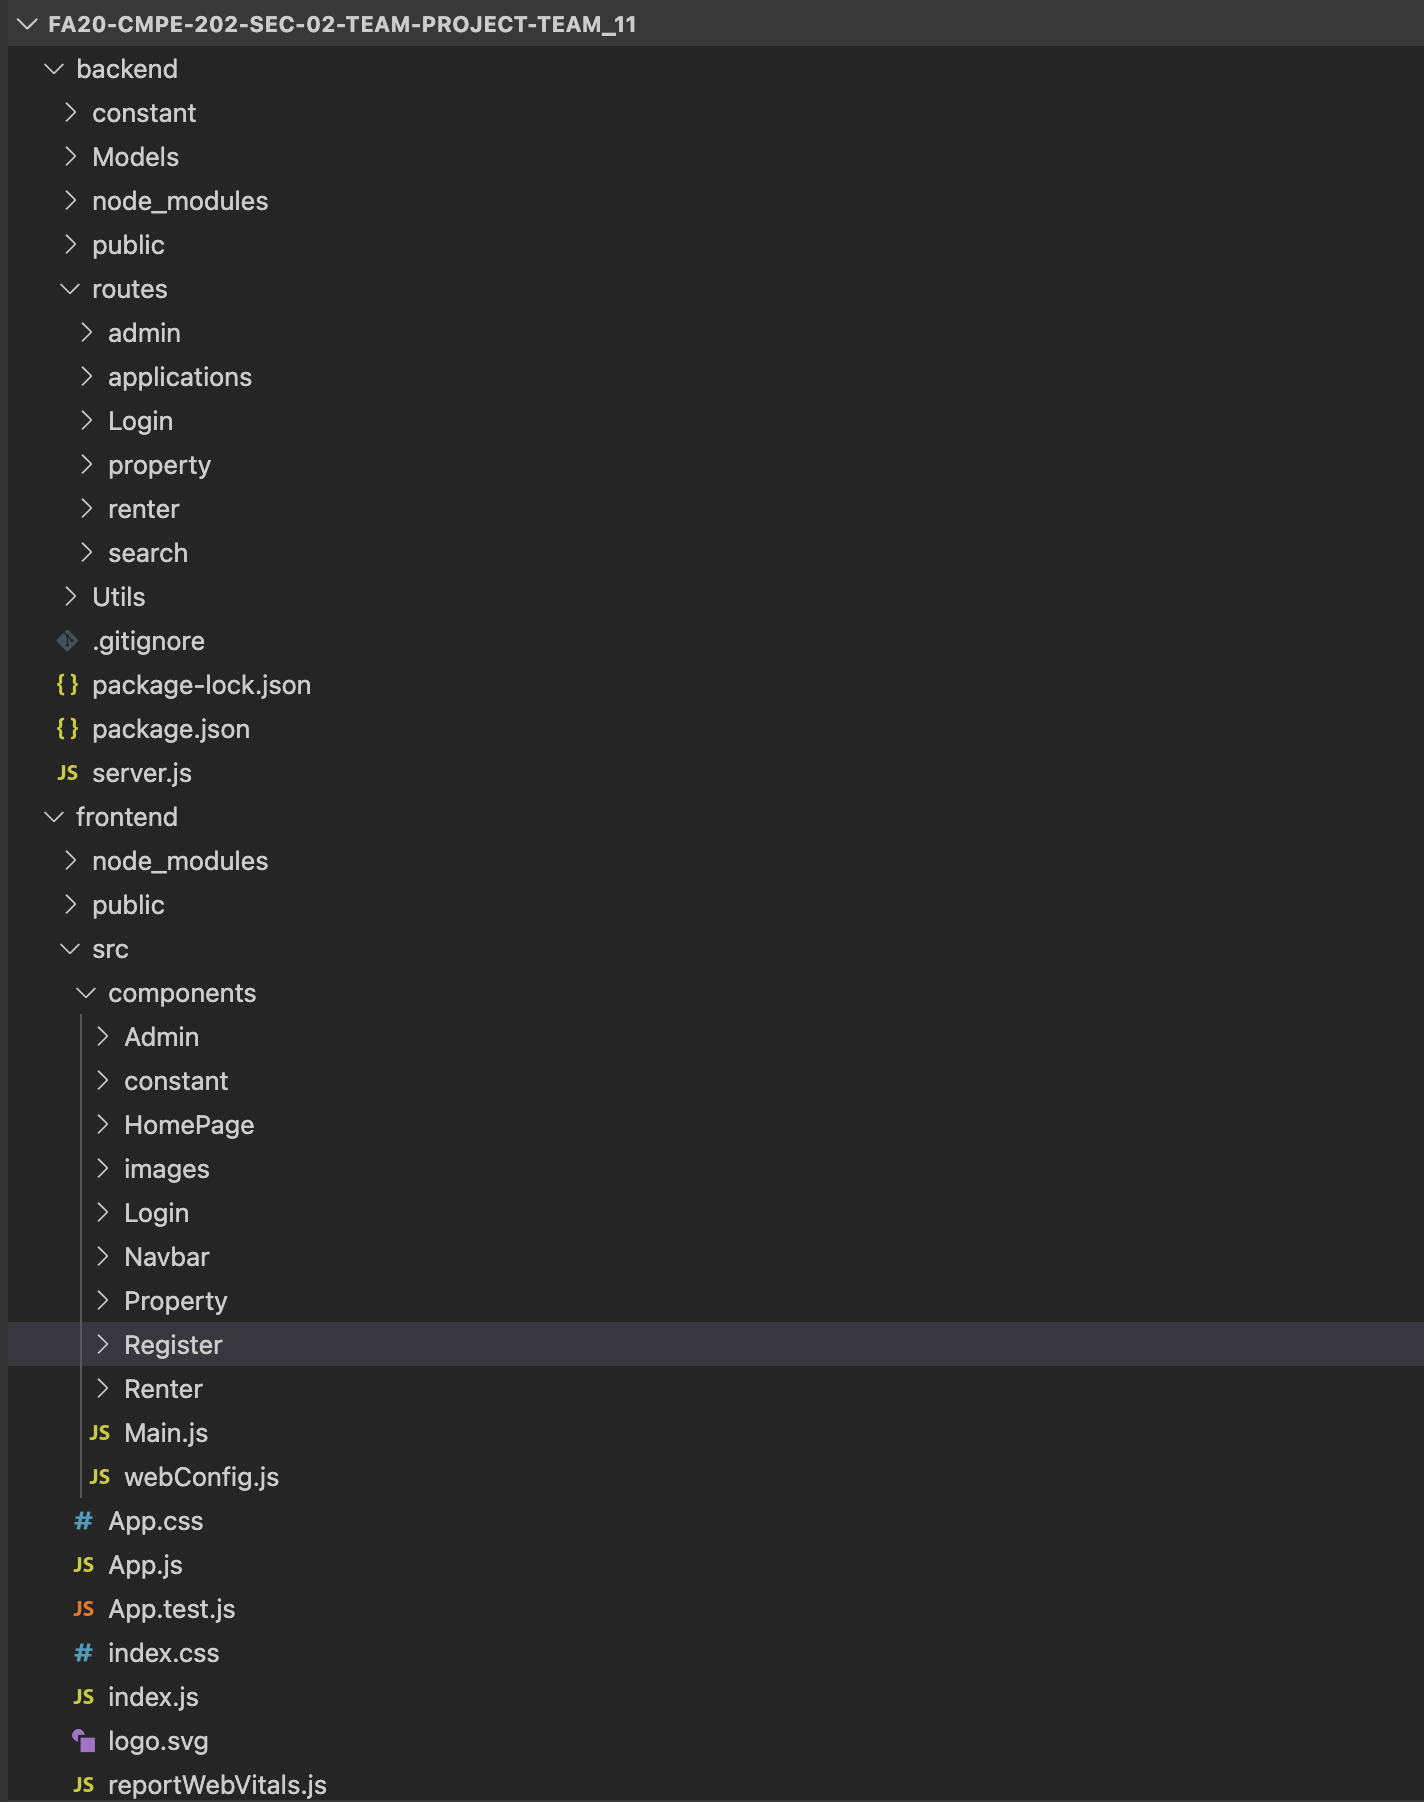 FA20-CMPE-202-SEC-02-TEAM-PROJECT-TEAM_11
backend
constant
Models
node_modules
public
routes
admin
applications
Login
property
renter
search
Utils
.gitignore
{} package-lock.json
{} package.json
JS server.js
frontend
node_modules
public
src
components
Admin
constant
HomePage
images
Login
Navbar
Property
Register
Renter
JS Main.js
JS webConfig.js
# App.css
JS App.js
JS App.test.js
# index.css
JS index.js
logo.svg
JS reportWebVitals.js